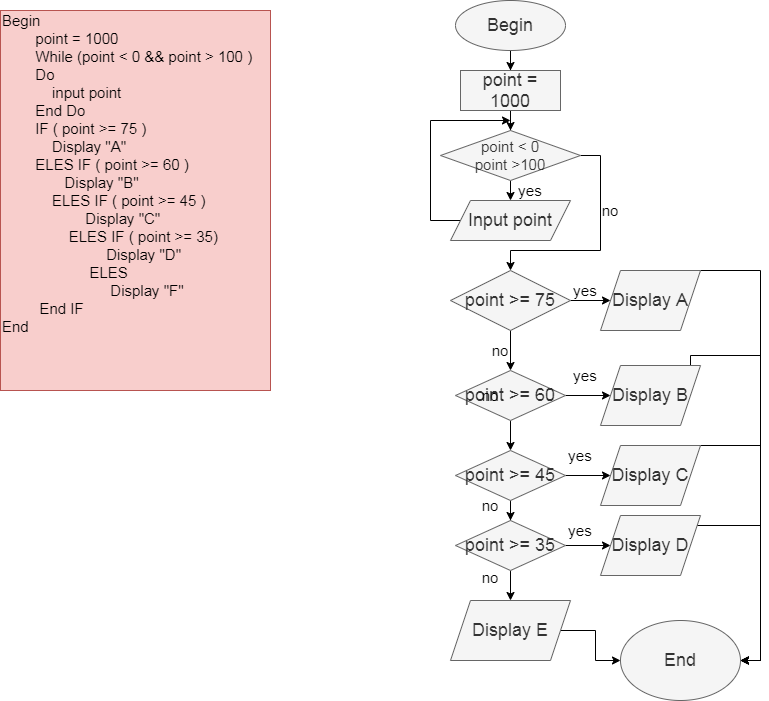 Begin
point = 1000
While (point < 0 && point > 100 )
Do
input point
End Do
IF ( point >= 75 )
Display "A"
ELES IF ( point >= 60 )
Display "B"
ELES IF ( point >= 45 )
Display "C"
ELES IF ( point >= 35)
Display "D"
ELES
Display "F"
End IF
End
Begin
point =
1000
point < 0
point >100
yes
no
Input point
point >= 75
yes
Display A
no
point >= 60
no
yes
Display B
point >= 45
yes
Display C
no
point >= 35
yes
Display D
no
Display E
End